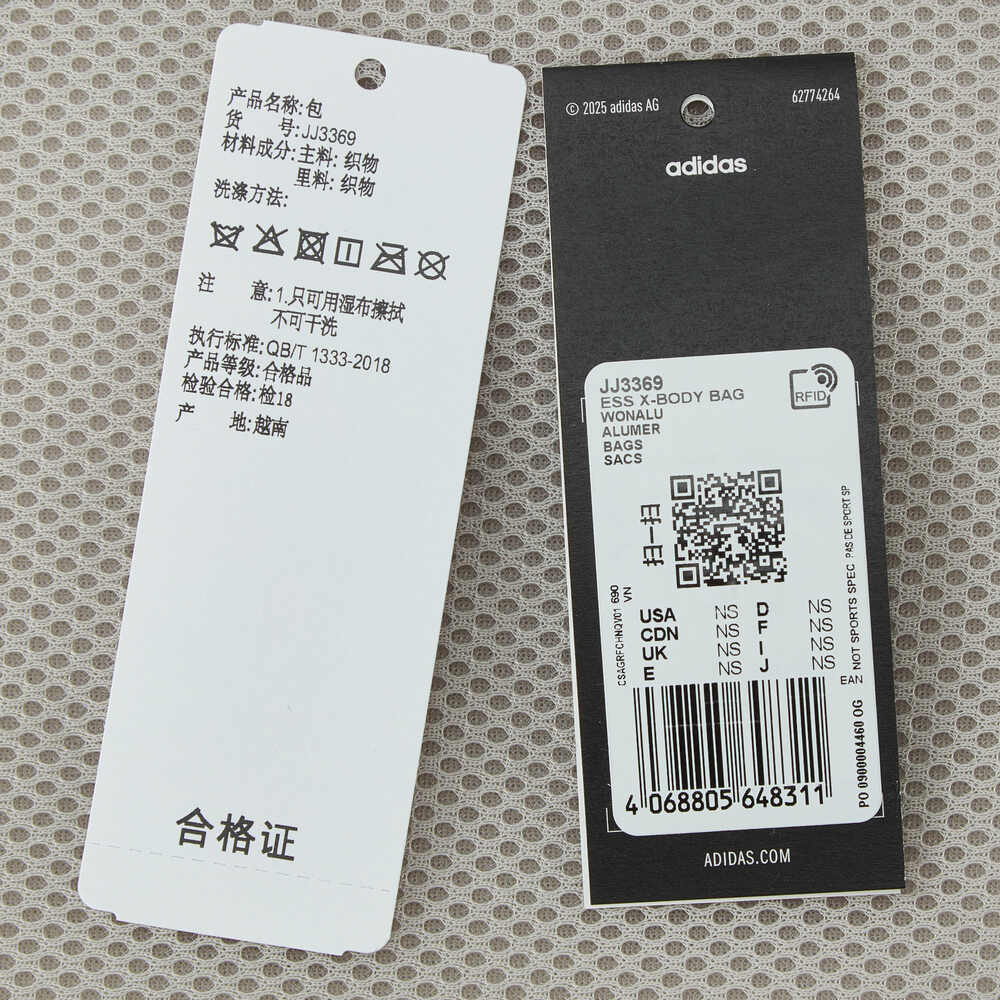 产品名称:包
货 号:JJ3369
材料成分:主料: 织物
里料: 织物
洗涤方法:
注 意:1.只可用湿布擦拭
不可干洗
执行标准:QB/T 1333-2018
产品等级:合格品
检验合格:检18
产 地:越南
合格证
© 2025 adidas AG
62774264
adidas
JJ3369
ESS X-BODY BAG
WONALU
ALUMER
BAGS
SACS
RFID
扫一扫
CSAGRFCHNQV01 690
VN
USA NS D NS
CDN NS F NS
UK NS I NS
E NS J NS
EAN NOT SPORTS SPEC PAS DE SPORT SP
4 068805 648311
PO 0900004460 OG
ADIDAS.COM